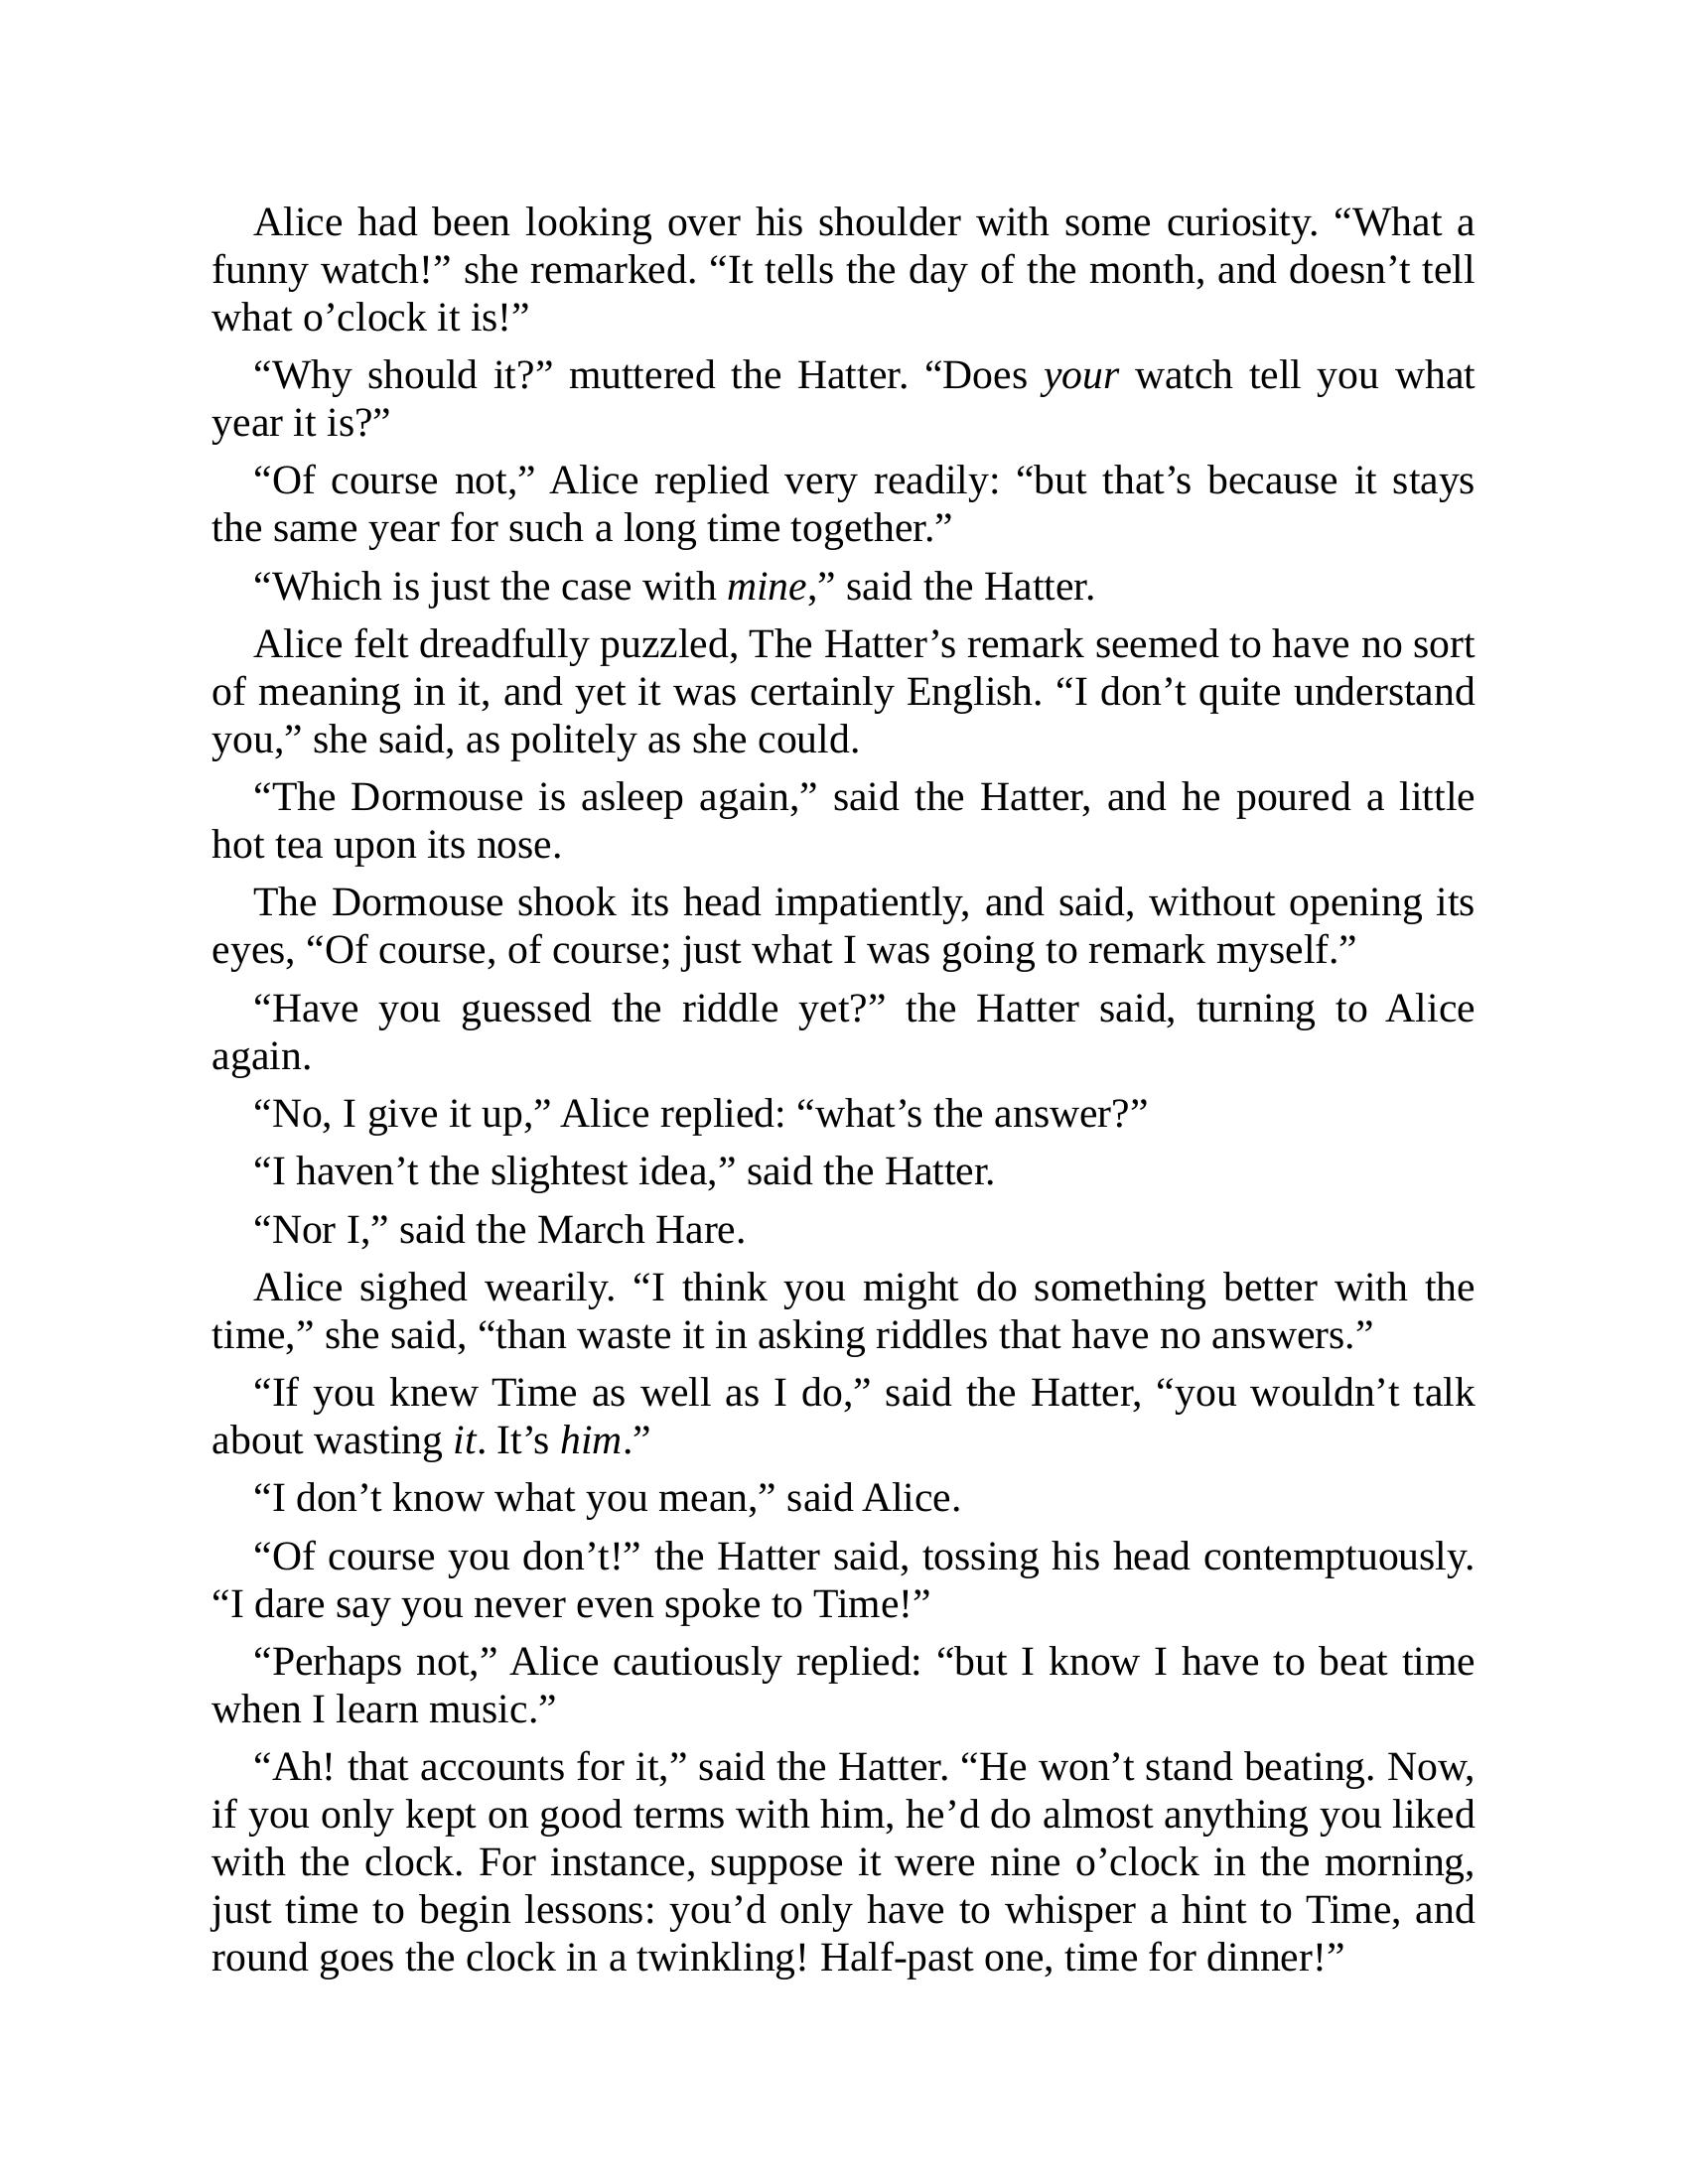 Alice had been looking over his shoulder with some curiosity. “What a
funny watch!” she remarked. “It tells the day of the month, and doesn’t tell
what o’clock it is!”
“Why should it?” muttered the Hatter. “Does your watch tell you what
year it is?”
“Of course not,” Alice replied very readily: “but that’s because it stays
the same year for such a long time together.”
“Which is just the case with mine,” said the Hatter.
Alice felt dreadfully puzzled, The Hatter’s remark seemed to have no sort
of meaning in it, and yet it was certainly English. “I don’t quite understand
you,” she said, as politely as she could.
“The Dormouse is asleep again,” said the Hatter, and he poured a little
hot tea upon its nose.
The Dormouse shook its head impatiently, and said, without opening its
eyes, “Of course, of course; just what I was going to remark myself.”
“Have you guessed the riddle yet?” the Hatter said, turning to Alice
again.
“No, I give it up,” Alice replied: “what’s the answer?”
“I haven’t the slightest idea,” said the Hatter.
“Nor I,” said the March Hare.
Alice sighed wearily. “I think you might do something better with the
time,” she said, “than waste it in asking riddles that have no answers.”
“If you knew Time as well as I do,” said the Hatter, “you wouldn’t talk
about wasting it. It’s him.”
“I don’t know what you mean,” said Alice.
“Of course you don’t!” the Hatter said, tossing his head contemptuously.
“I dare say you never even spoke to Time!”
“Perhaps not,” Alice cautiously replied: “but I know I have to beat time
when I learn music.”
“Ah! that accounts for it,” said the Hatter. “He won’t stand beating. Now,
if you only kept on good terms with him, he’d do almost anything you liked
with the clock. For instance, suppose it were nine o’clock in the morning,
just time to begin lessons: you’d only have to whisper a hint to Time, and
round goes the clock in a twinkling! Half-past one, time for dinner!”